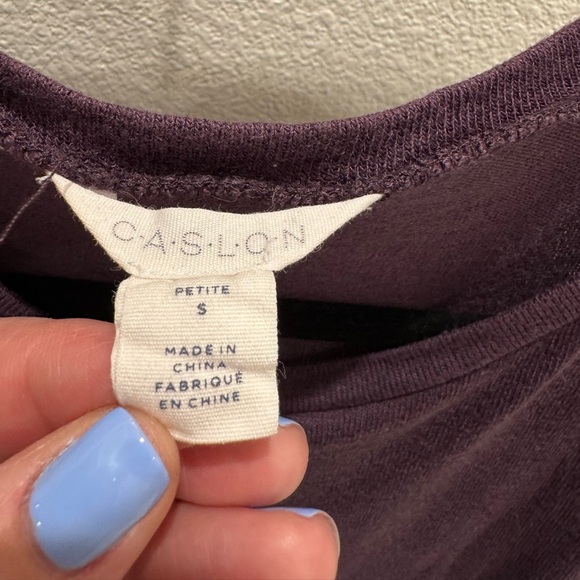 C·A·S·L·O·N
PETITE
S
MADE IN
CHINA
FABRIQUÉ
EN CHINE